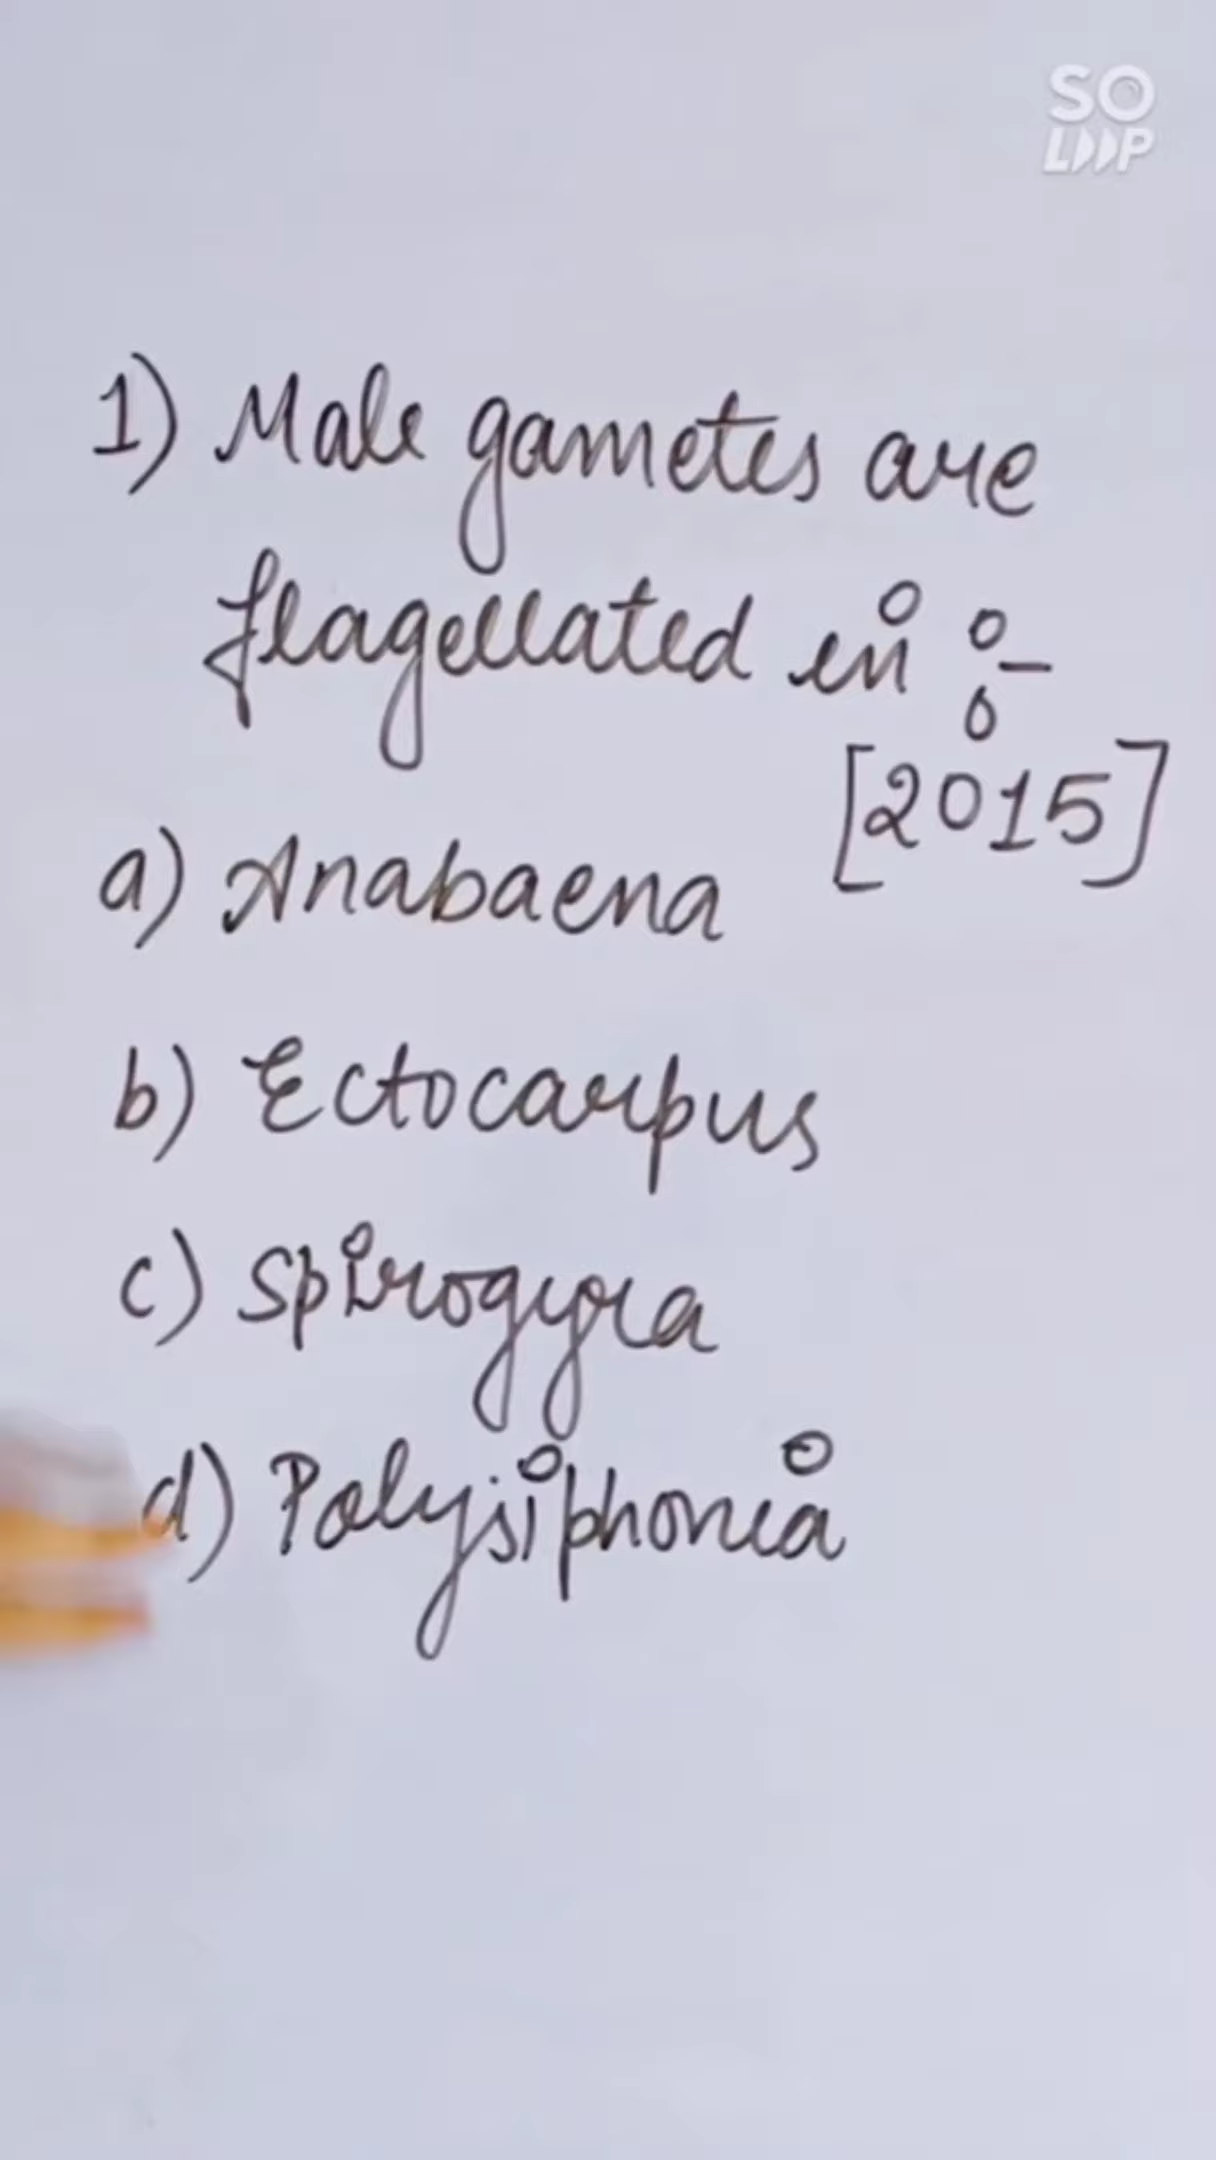 SO
LOOP
1) Male gametes are
flagellated in :-
[2015]
a) Anabaena
b) Ectocarpus
c) Spirogyra
d) Polysiphonia